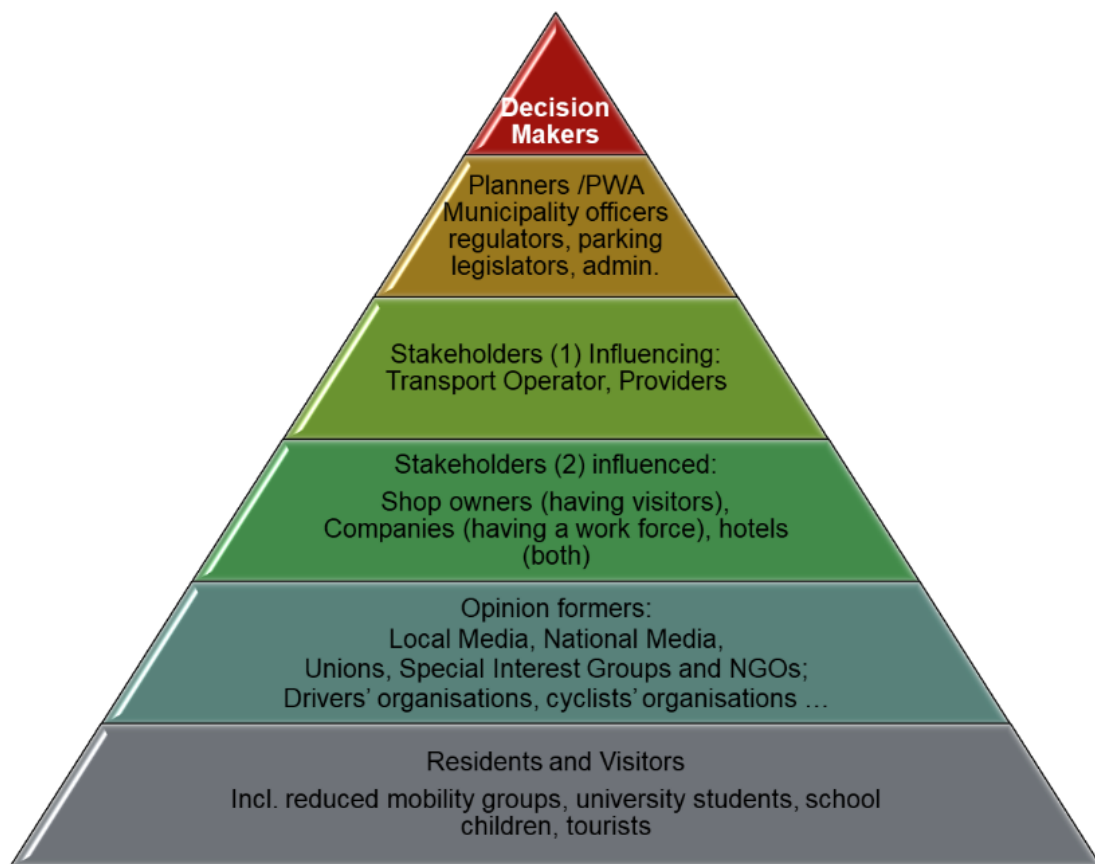 Decision
Makers
Planners /PWA
Municipality officers
regulators, parking
legislators, admin.
Stakeholders (1) Influencing:
Transport Operator, Providers
Stakeholders (2) influenced:
Shop owners (having visitors),
Companies (having a work force), hotels
(both)
Opinion formers:
Local Media, National Media,
Unions, Special Interest Groups and NGOs;
Drivers’ organisations, cyclists’ organisations …
Residents and Visitors
Incl. reduced mobility groups, university students, school
children, tourists